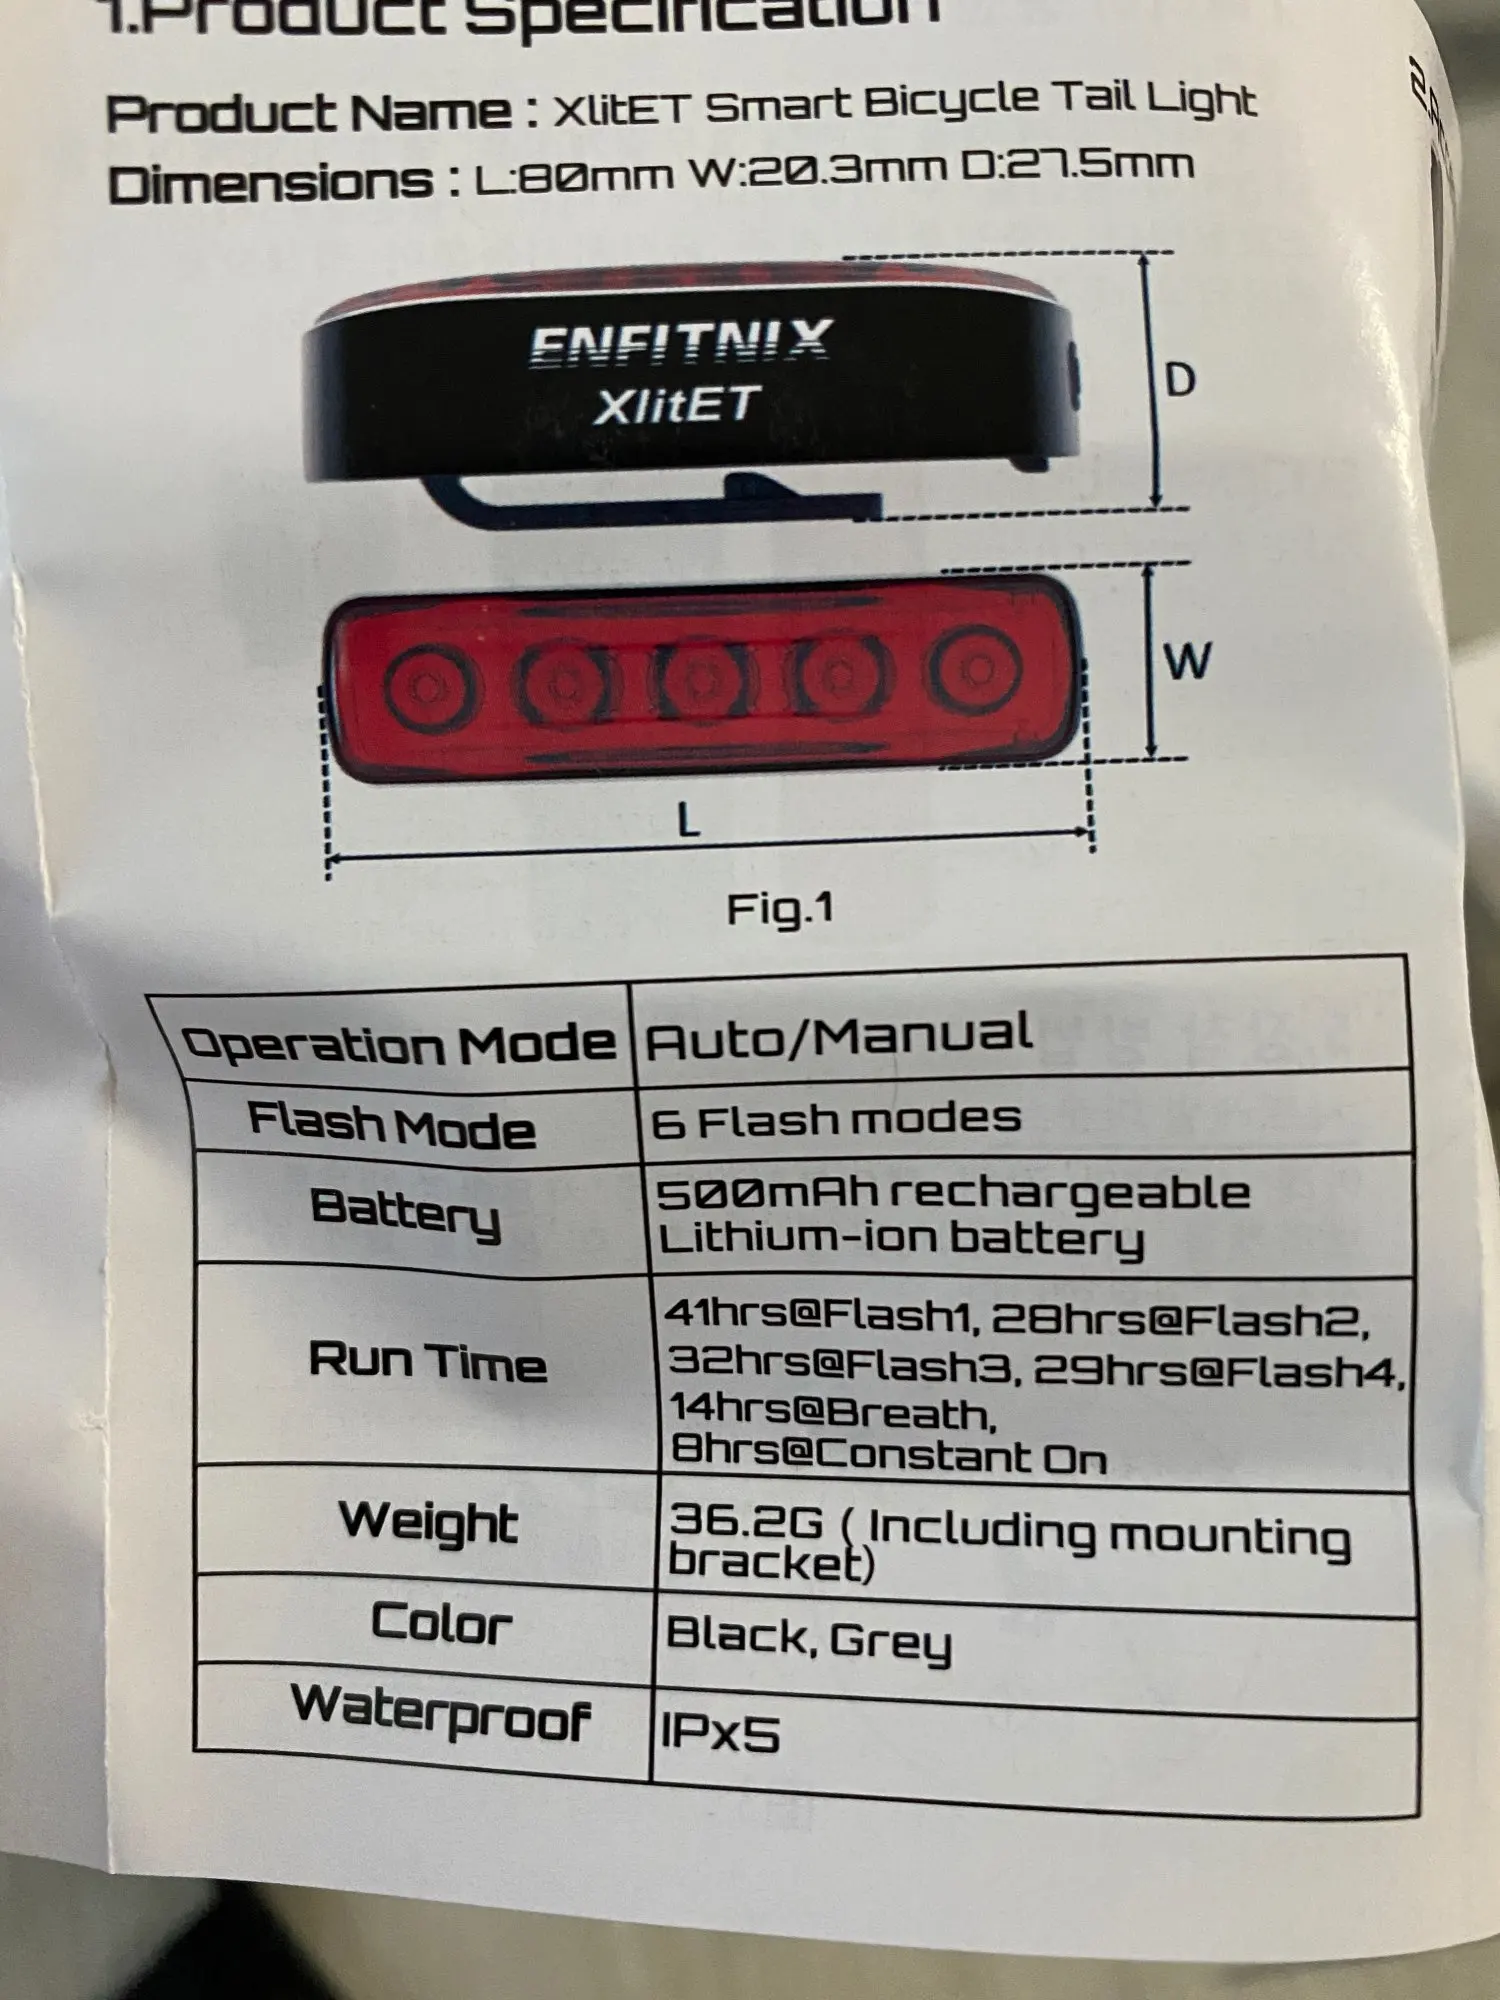 1.Product Specification
Product Name : XlitET Smart Bicycle Tail Light
Dimensions : L:80mm W:20.3mm D:27.5mm
ENFITNIX
XlitET
D
W
L
Fig.1
Operation Mode Auto/Manual
Flash Mode 6 Flash modes
Battery 500mAh rechargeable
Lithium-ion battery
Run Time 41hrs@Flash1, 28hrs@Flash2,
32hrs@Flash3, 29hrs@Flash4,
14hrs@Breath,
8hrs@Constant On
Weight 36.2G ( Including mounting
bracket)
Color Black, Grey
Waterproof IPx5